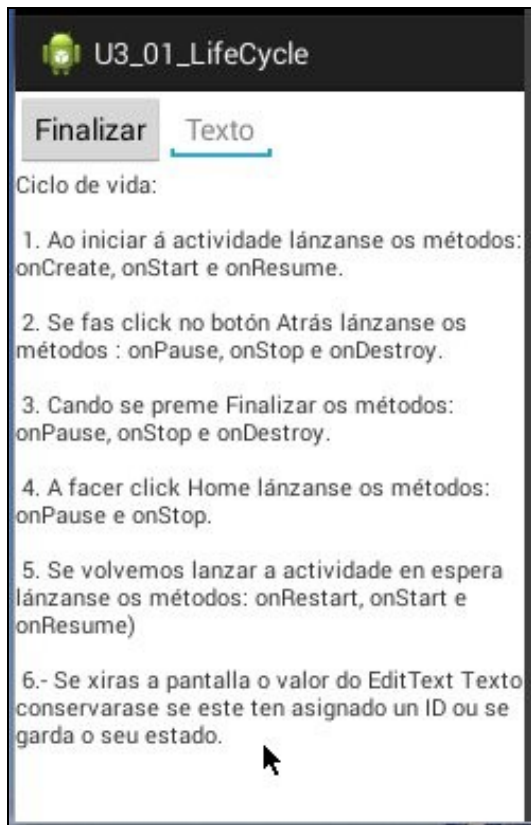 U3_01_LifeCycle
Finalizar Texto
Ciclo de vida:
1. Ao iniciar á actividade lánzanse os métodos:
onCreate, onStart e onResume.
2. Se fas click no botón Atrás lánzanse os
métodos : onPause, onStop e onDestroy.
3. Cando se preme Finalizar os métodos:
onPause, onStop e onDestroy.
4. A facer click Home lánzanse os métodos:
onPause e onStop.
5. Se volvemos lanzar a actividade en espera
lánzanse os métodos: onRestart, onStart e
onResume)
6.- Se xiras a pantalla o valor do EditText Texto
conservarase se este ten asignado un ID ou se
garda o seu estado.